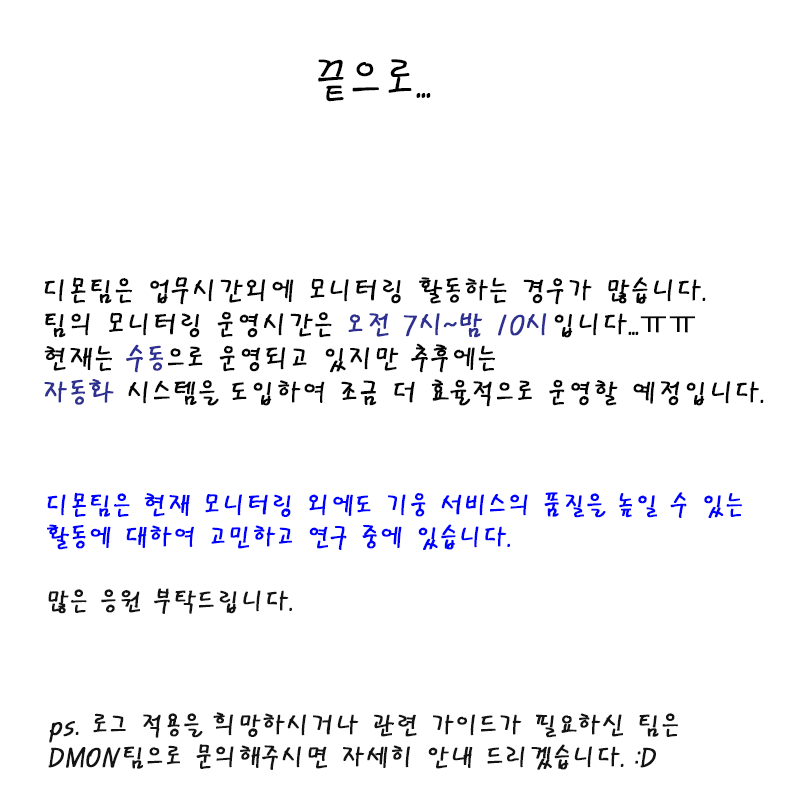 끝으로...
디몬팀은 업무시간외에 모니터링 활동하는 경우가 많습니다.
팀의 모니터링 운영시간은 오전 7시~밤 10시입니다...ㅠㅠ
현재는 수동으로 운영되고 있지만 추후에는
자동화 시스템을 도입하여 조금 더 효율적으로 운영할 예정입니다.
디몬팀은 현재 모니터링 외에도 기웅 서비스의 품질을 높일 수 있는
활동에 대하여 고민하고 연구 중에 있습니다.
많은 응원 부탁드립니다.
ps. 로그 적용을 희망하시거나 관련 가이드가 필요하신 팀은
DMON팀으로 문의해주시면 자세히 안내 드리겠습니다. :D